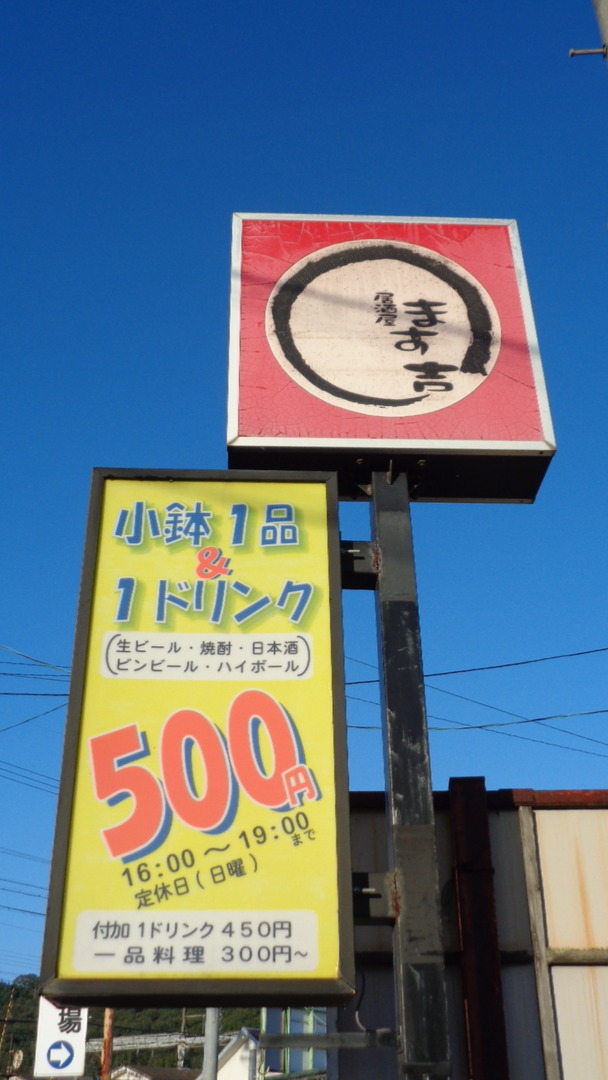 居酒屋
まあ吉
小鉢1品
&
1ドリンク
(生ビール・焼酎・日本酒
ビンビール・ハイボール)
500円
16:00～19:00まで
定休日(日曜)
付加1ドリンク450円
一品料理 300円～
場